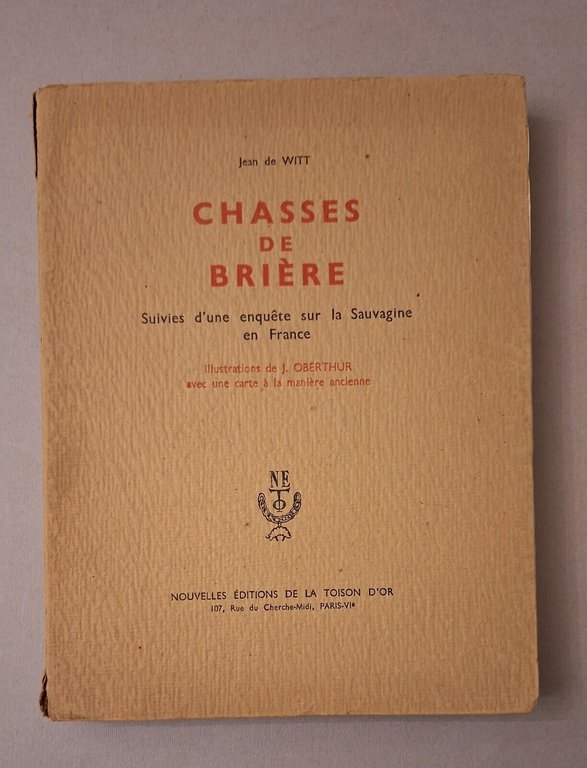 Jean de WITT
CHASSES
DE
BRIÈRE
Suivies d'une enquête sur la Sauvagine
en France
Illustrations de J. OBERTHUR
avec une carte à la manière ancienne
NE
TO
NOUVELLES ÉDITIONS DE LA TOISON D'OR
107, Rue du Cherche-Midi, PARIS-VIe